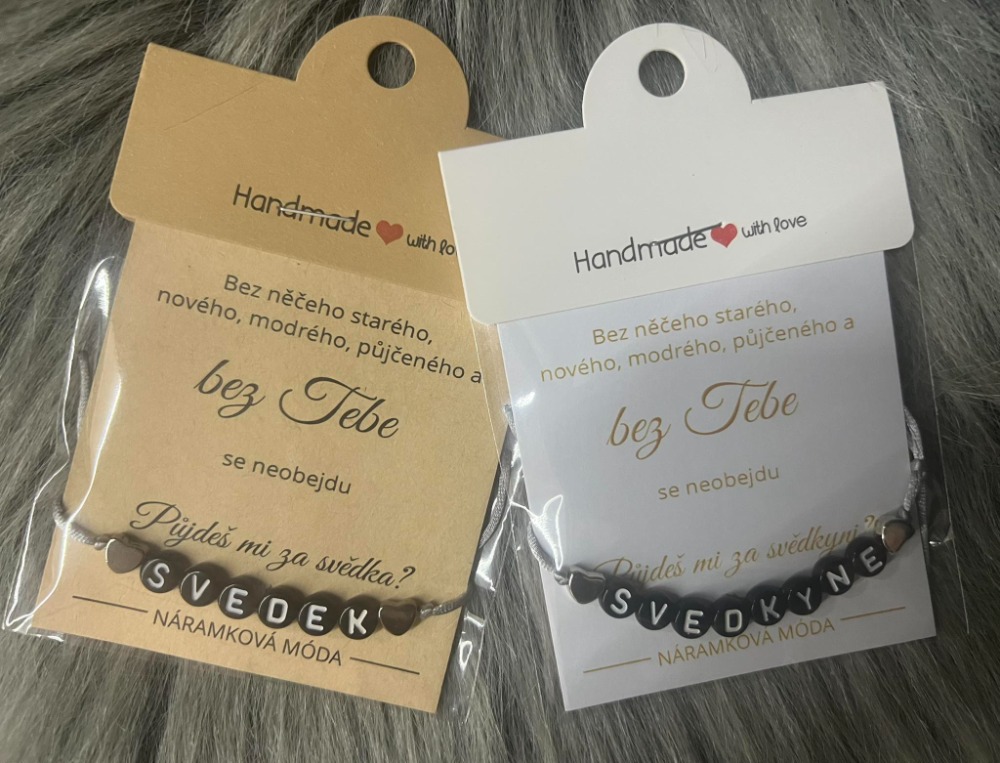 Handmade with lo
Bez něčeho starého,
nového, modrého, půjčeného a
bez Tebe
se neobejdu
Půjdeš mi za svědka?
SVEDEK
NÁRAMKOVÁ MÓDA
Handmade with love
Bez něčeho starého,
nového, modrého, půjčeného a
bez Tebe
se neobejdu
Půjdeš mi za svědkyni?
SVEDKYNE
NÁRAMKOVÁ MÓDA